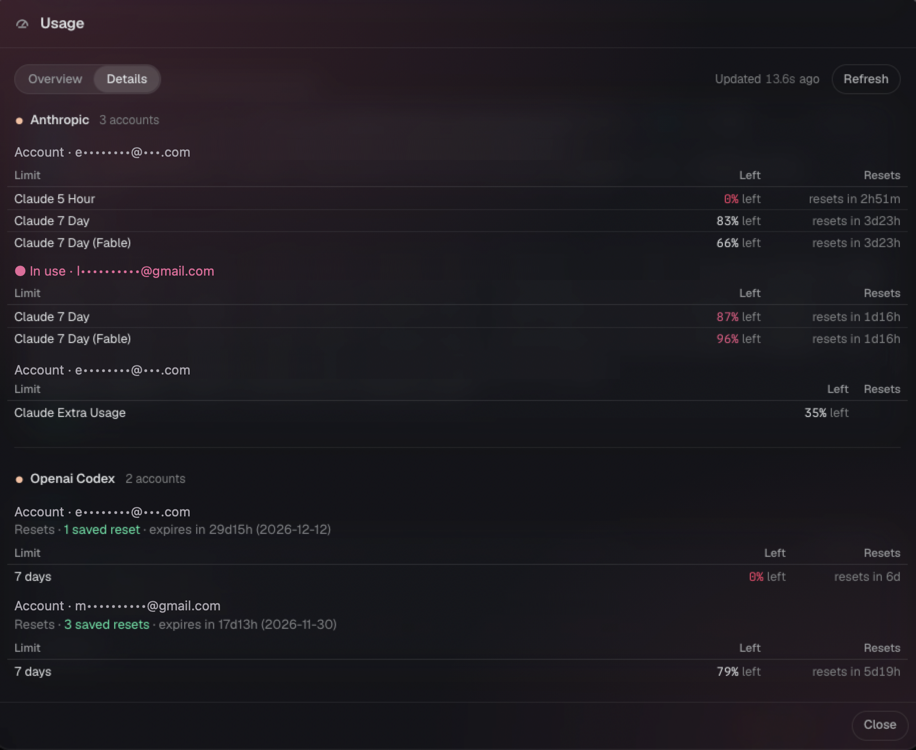 Usage
Overview Details Updated 13.6s ago Refresh
Anthropic 3 accounts
Account · e••••••••@•••.com
Limit Left Resets
Claude 5 Hour 0% left resets in 2h51m
Claude 7 Day 83% left resets in 3d23h
Claude 7 Day (Fable) 66% left resets in 3d23h
In use · l••••••••••@gmail.com
Limit Left Resets
Claude 7 Day 87% left resets in 1d16h
Claude 7 Day (Fable) 96% left resets in 1d16h
Account · e••••••••@•••.com
Limit Left Resets
Claude Extra Usage 35% left
Openai Codex 2 accounts
Account · e••••••••@•••.com
Resets · 1 saved reset · expires in 29d15h (2026-12-12)
Limit Left Resets
7 days 0% left resets in 6d
Account · m••••••••••@gmail.com
Resets · 3 saved resets · expires in 17d13h (2026-11-30)
Limit Left Resets
7 days 79% left resets in 5d19h
Close